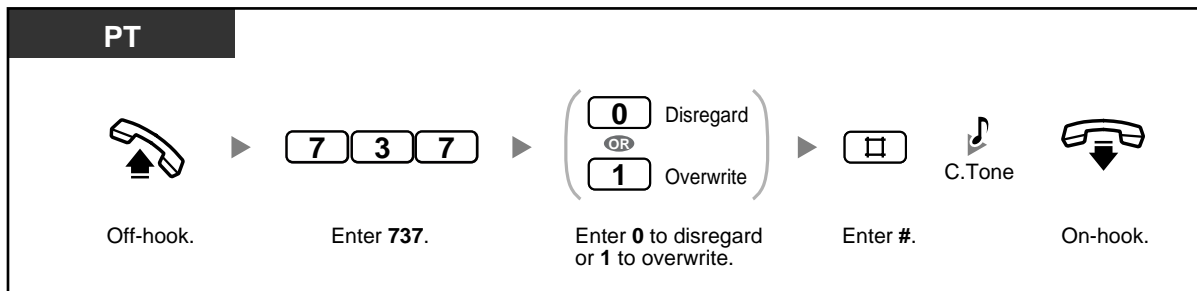 PT
7 3 7
0 Disregard
OR
1 Overwrite
#
C.Tone
Off-hook.
Enter 737.
Enter 0 to disregard
or 1 to overwrite.
Enter #.
On-hook.